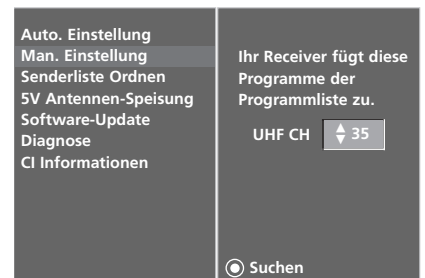 Auto. Einstellung
Man. Einstellung
Senderliste Ordnen
5V Antennen-Speisung
Software-Update
Diagnose
CI Informationen
Ihr Receiver fügt diese
Programme der
Programmliste zu.
UHF CH 35
Suchen